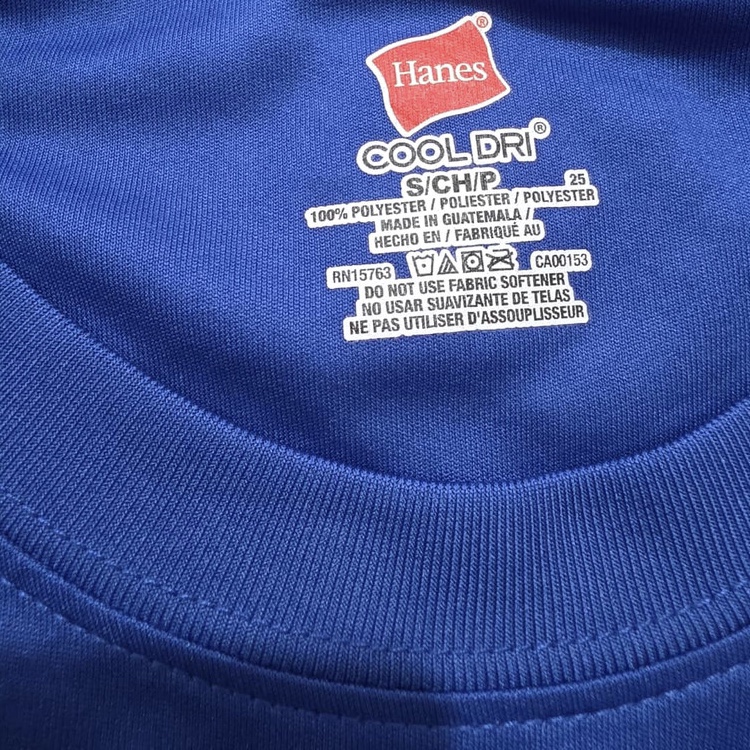 Hanes®
COOL DRI®
S/CH/P 25
100% POLYESTER / POLIESTER / POLYESTER
MADE IN GUATEMALA /
HECHO EN / FABRIQUÉ AU
RN15763 CA00153
DO NOT USE FABRIC SOFTENER
NO USAR SUAVIZANTE DE TELAS
NE PAS UTILISER D'ASSOUPLISSEUR